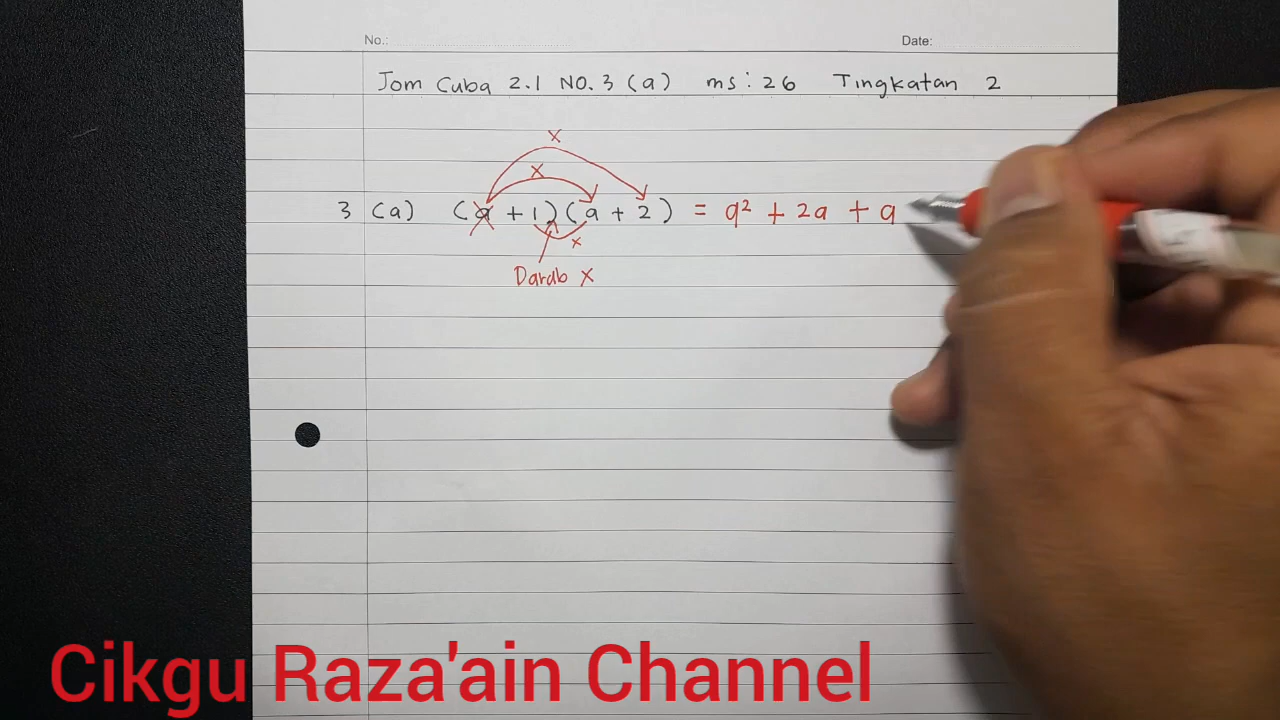 No.: Date:
Jom Cuba 2.1 NO.3 (a) ms: 26 Tingkatan 2
x
x
3 (a) (a + 1)(a + 2) = a² + 2a + a
x
Darab x
Cikgu Raza'ain Channel